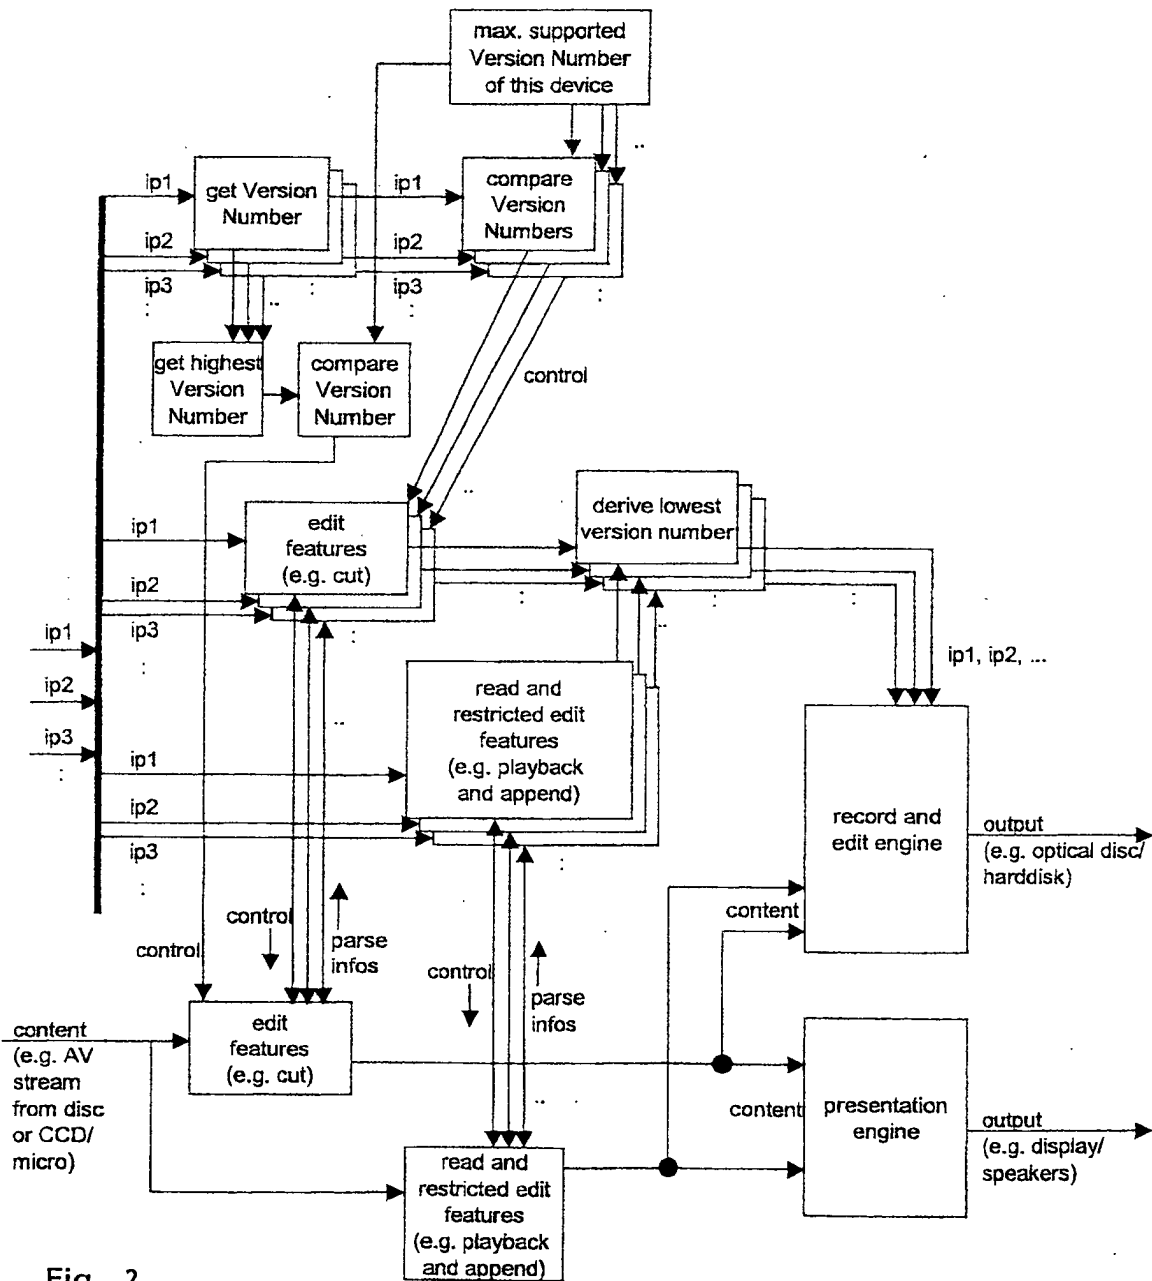 max. supported
Version Number
of this device
ip1
get Version
Number
ip1
compare
Version
Numbers
ip2
ip2
ip3
ip3
get highest
Version
Number
compare
Version
Number
control
edit
features
(e.g. cut)
derive lowest
version number
ip1
ip2
ip3
ip1
ip2
ip3
ip1, ip2, ...
read and
restricted edit
features
(e.g. playback
and append)
ip1
ip2
ip3
record and
edit engine
output
(e.g. optical disc/
harddisk)
content
control
control
parse
infos
control
parse
infos
content
(e.g. AV
stream
from disc
or CCD/
micro)
edit
features
(e.g. cut)
content
presentation
engine
output
(e.g. display/
speakers)
read and
restricted edit
features
(e.g. playback
and append)
Fig. 2